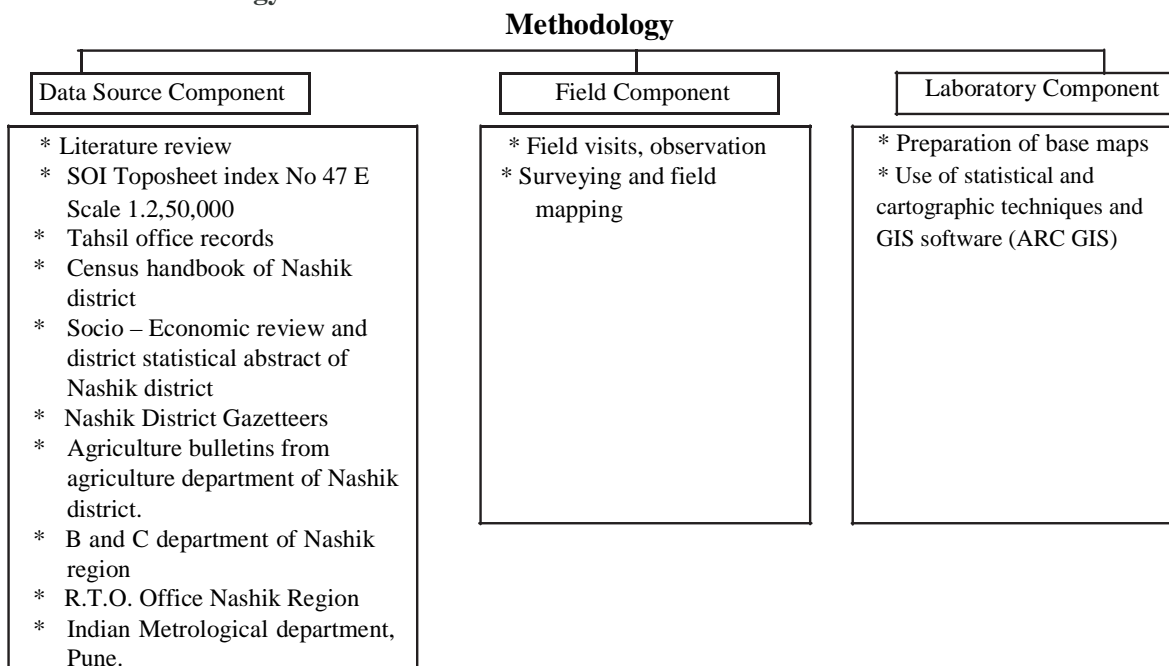 gy
Methodology
Data Source Component
* Literature review
* SOI Toposheet index No 47 E
Scale 1.2,50,000
* Tahsil office records
* Census handbook of Nashik
district
* Socio – Economic review and
district statistical abstract of
Nashik district
* Nashik District Gazetteers
* Agriculture bulletins from
agriculture department of Nashik
district.
* B and C department of Nashik
region
* R.T.O. Office Nashik Region
* Indian Metrological department,
Pune.
Field Component
* Field visits, observation
* Surveying and field
mapping
Laboratory Component
* Preparation of base maps
* Use of statistical and
cartographic techniques and
GIS software (ARC GIS)